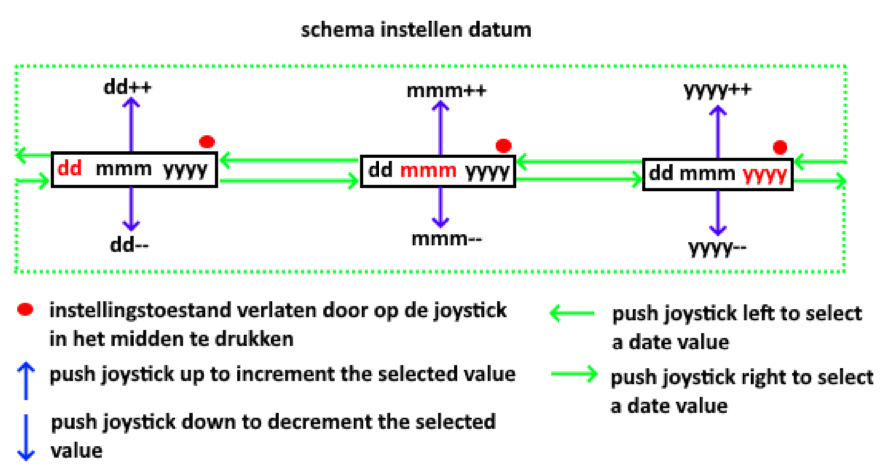 schema instellen datum
dd++
mmm++
yyyy++
dd mmm yyyy
dd mmm yyyy
dd mmm yyyy
dd--
mmm--
yyyy--
instellingstoestand verlaten door op de joystick
in het midden te drukken
push joystick up to increment the selected value
push joystick down to decrement the selected
value
push joystick left to select
a date value
push joystick right to select
a date value